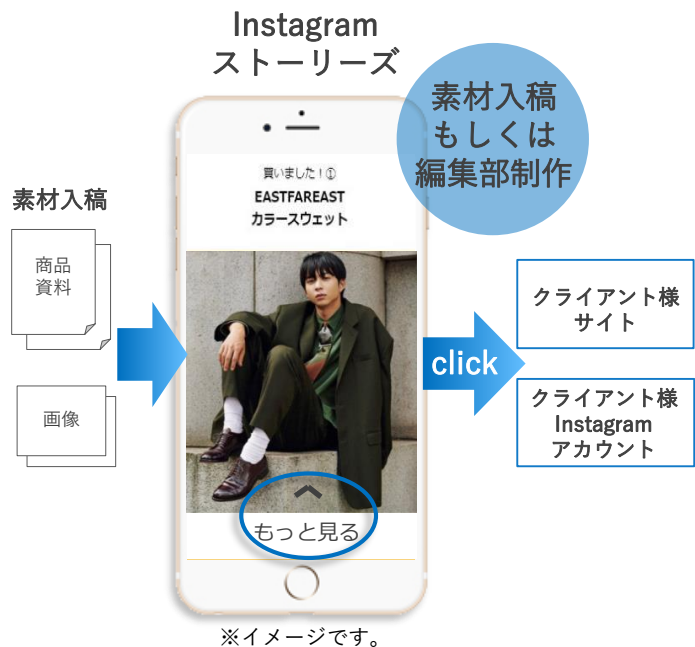 Instagram
ストーリーズ
素材入稿
もしくは
編集部制作
買いました！①
EASTFAREAST
カラースウェット
素材入稿
商品
資料
画像
click
クライアント様
サイト
クライアント様
Instagram
アカウント
もっと見る
※イメージです。